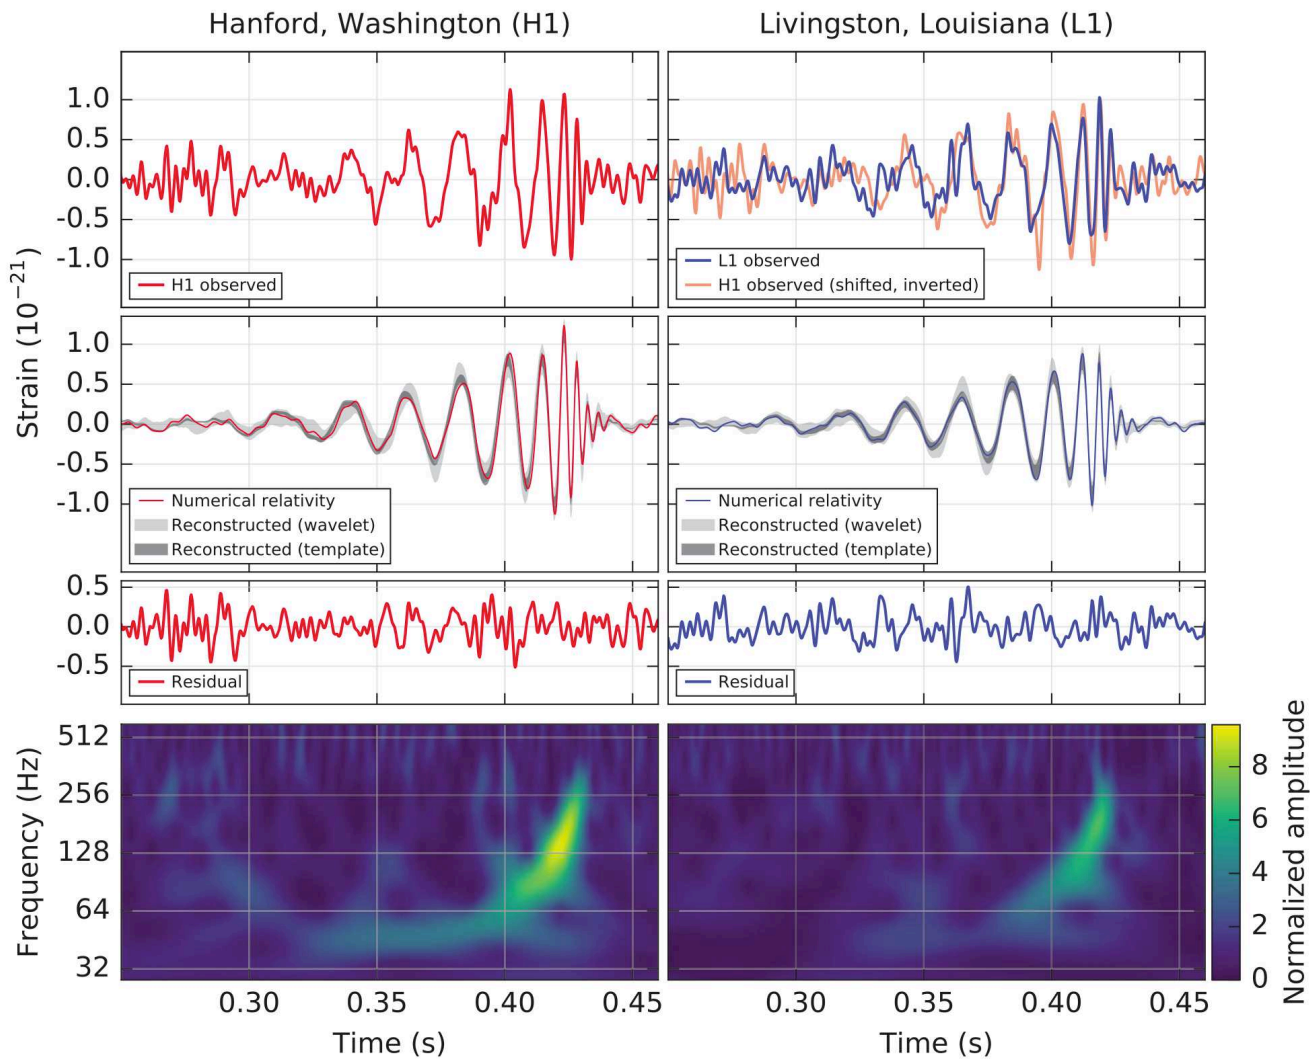 Hanford, Washington (H1)
Livingston, Louisiana (L1)
Strain (10⁻²¹)
1.0
0.5
0.0
-0.5
-1.0
H1 observed
L1 observed
H1 observed (shifted, inverted)
1.0
0.5
0.0
-0.5
-1.0
Numerical relativity
Reconstructed (wavelet)
Reconstructed (template)
Numerical relativity
Reconstructed (wavelet)
Reconstructed (template)
0.5
0.0
-0.5
Residual
Residual
Frequency (Hz)
512
256
128
64
32
Normalized amplitude
8
6
4
2
0
0.30 0.35 0.40 0.45
0.30 0.35 0.40 0.45
Time (s)
Time (s)